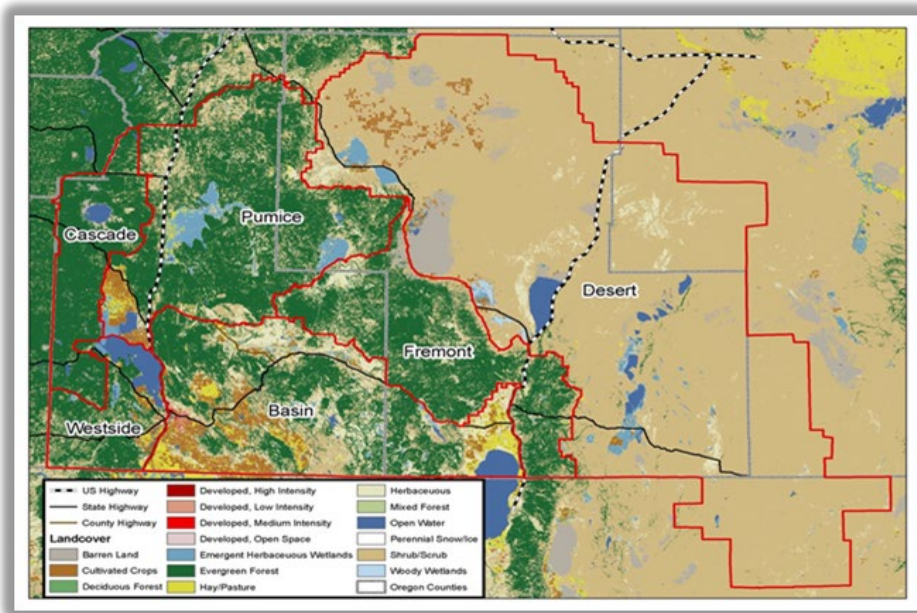 Pumice
Cascade
Desert
Fremont
Basin
Westside
US Highway
State Highway
County Highway
Landcover
Barren Land
Cultivated Crops
Deciduous Forest
Developed, High Intensity
Developed, Low Intensity
Developed, Medium Intensity
Developed, Open Space
Emergent Herbaceuous Wetlands
Evergreen Forest
Hay/Pasture
Herbaceuous
Mixed Forest
Open Water
Perennial Snow/Ice
Shrub/Scrub
Woody Wetlands
Oregon Counties